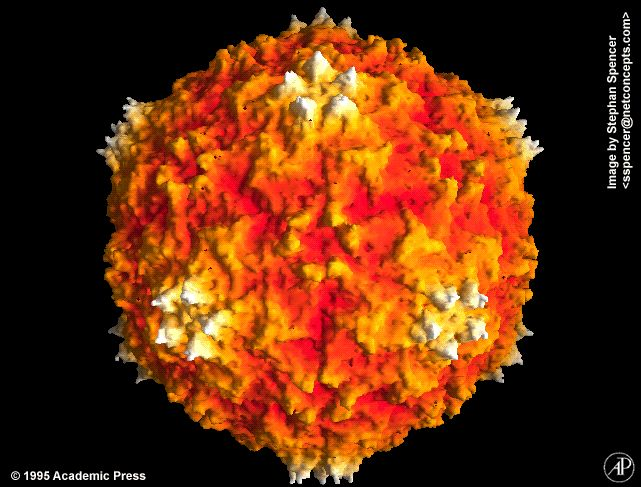 Image by Stephan Spencer
<sspencer@netconcepts.com>
© 1995 Academic Press
AP